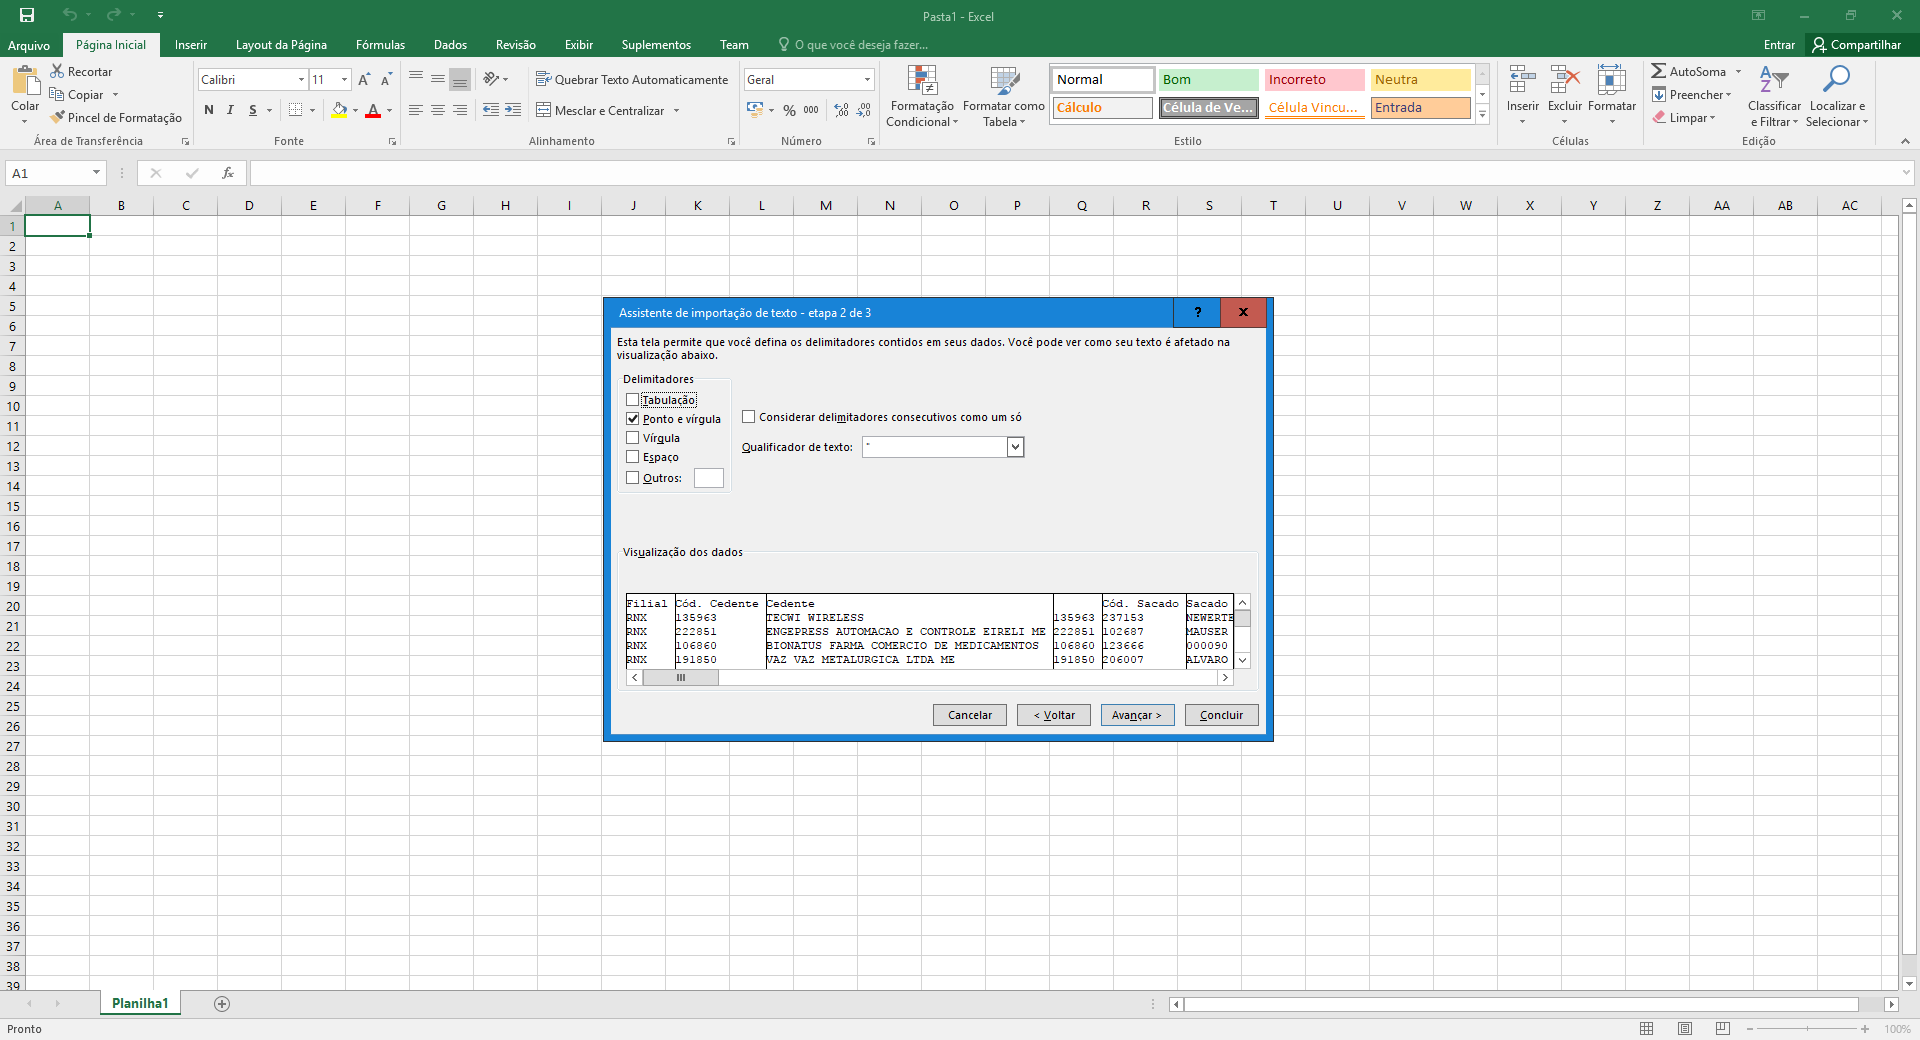 Pasta1 - Excel
Arquivo Página Inicial Inserir Layout da Página Fórmulas Dados Revisão Exibir Suplementos Team O que você deseja fazer... Entrar Compartilhar
Colar
Recortar
Copiar
Pincel de Formatação
Área de Transferência
Calibri 11
N I S
Fonte
Quebrar Texto Automaticamente
Mesclar e Centralizar
Alinhamento
Geral
% 000
Número
Formatação Condicional
Formatar como Tabela
Normal Bom Incorreto Neutra
Cálculo Célula de Ve... Célula Vincu... Entrada
Estilo
Inserir Excluir Formatar
Células
AutoSoma
Preencher
Limpar
Classificar e Filtrar
Localizar e Selecionar
Edição
A1
fx
A B C D E F G H I J K L M N O P Q R S T U V W X Y Z AA AB AC
1
2
3
4
5
6
7
8
9
10
11
12
13
14
15
16
17
18
19
20
21
22
23
24
25
26
27
28
29
30
31
32
33
34
35
36
37
38
39
Assistente de importação de texto - etapa 2 de 3
? x
Esta tela permite que você defina os delimitadores contidos em seus dados. Você pode ver como seu texto é afetado na
visualização abaixo.
Delimitadores
Tabulação
Ponto e vírgula
Vírgula
Espaço
Outros:
Considerar delimitadores consecutivos como um só
Qualificador de texto: "
Visualização dos dados
Filial Cód. Cedente Cedente Cód. Sacado Sacado
RNX 135963 TECWI WIRELESS 135963 237153 NEWERTE
RNX 222851 ENGEPRESS AUTOMACAO E CONTROLE EIRELI ME 222851 102687 MAUSER
RNX 106860 BIONATUS FARMA COMERCIO DE MEDICAMENTOS 106860 123666 000090
RNX 191850 VAZ VAZ METALURGICA LTDA ME 191850 206007 ALVARO
Cancelar < Voltar Avançar > Concluir
Planilha1
Pronto
100%